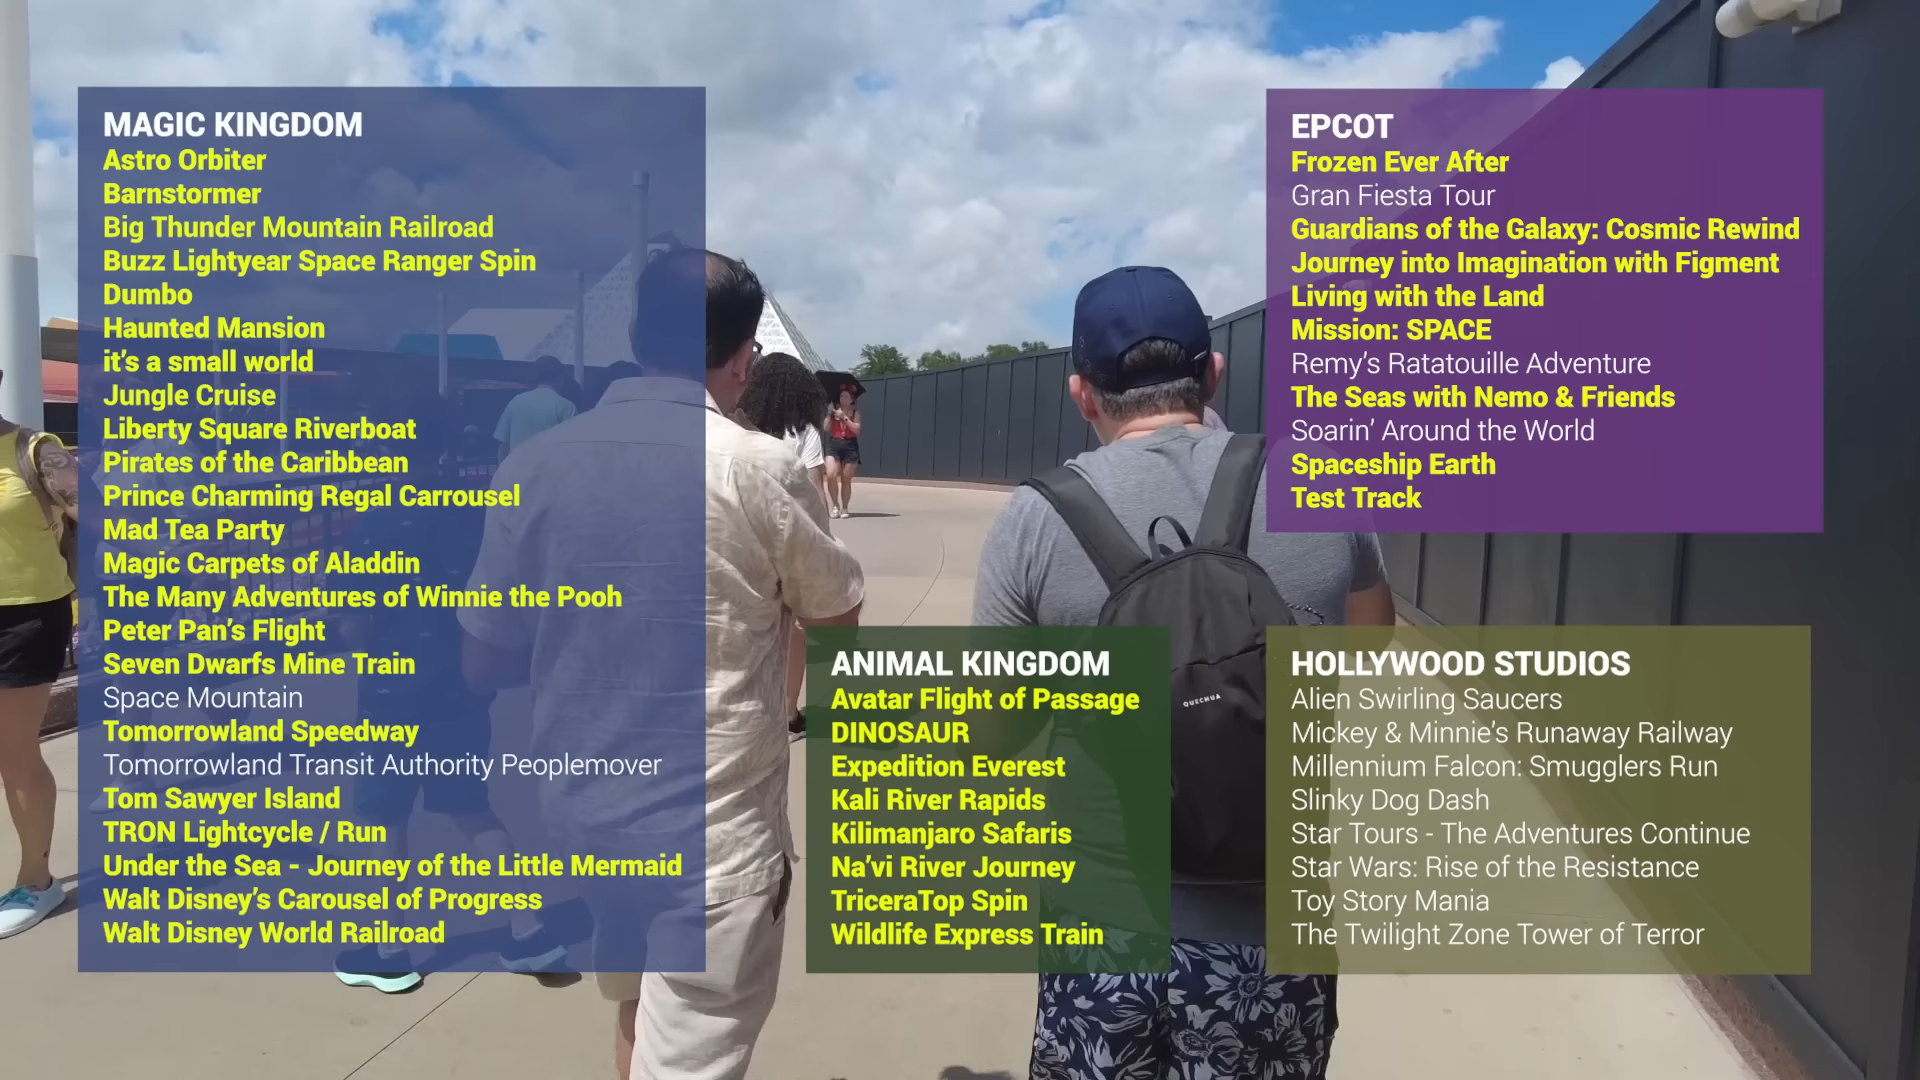 MAGIC KINGDOM
Astro Orbiter
Barnstormer
Big Thunder Mountain Railroad
Buzz Lightyear Space Ranger Spin
Dumbo
Haunted Mansion
it's a small world
Jungle Cruise
Liberty Square Riverboat
Pirates of the Caribbean
Prince Charming Regal Carrousel
Mad Tea Party
Magic Carpets of Aladdin
The Many Adventures of Winnie the Pooh
Peter Pan's Flight
Seven Dwarfs Mine Train
Space Mountain
Tomorrowland Speedway
Tomorrowland Transit Authority Peoplemover
Tom Sawyer Island
TRON Lightcycle / Run
Under the Sea - Journey of the Little Mermaid
Walt Disney's Carousel of Progress
Walt Disney World Railroad
EPCOT
Frozen Ever After
Gran Fiesta Tour
Guardians of the Galaxy: Cosmic Rewind
Journey into Imagination with Figment
Living with the Land
Mission: SPACE
Remy's Ratatouille Adventure
The Seas with Nemo & Friends
Soarin' Around the World
Spaceship Earth
Test Track
ANIMAL KINGDOM
Avatar Flight of Passage
DINOSAUR
Expedition Everest
Kali River Rapids
Kilimanjaro Safaris
Na'vi River Journey
TriceraTop Spin
Wildlife Express Train
QUECHUA
HOLLYWOOD STUDIOS
Alien Swirling Saucers
Mickey & Minnie's Runaway Railway
Millennium Falcon: Smugglers Run
Slinky Dog Dash
Star Tours - The Adventures Continue
Star Wars: Rise of the Resistance
Toy Story Mania
The Twilight Zone Tower of Terror